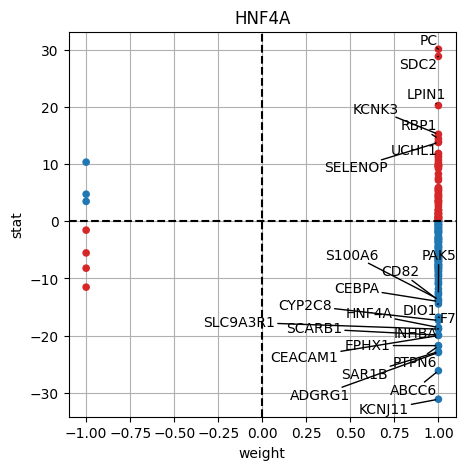 HNF4A
PC
SDC2
LPIN1
KCNK3
RBP1
UCHL1
SELENOP
S100A6
PAK5
CD82
CEBPA
CYP2C8
DIO1
HNF4A
F7
SLC9A3R1
SCARB1
INHBA
EPHX1
CEACAM1
PTPN6
SAR1B
ABCC6
ADGRG1
KCNJ11
stat
30
20
10
0
−10
−20
−30
−1.00 −0.75 −0.50 −0.25 0.00 0.25 0.50 0.75 1.00
weight